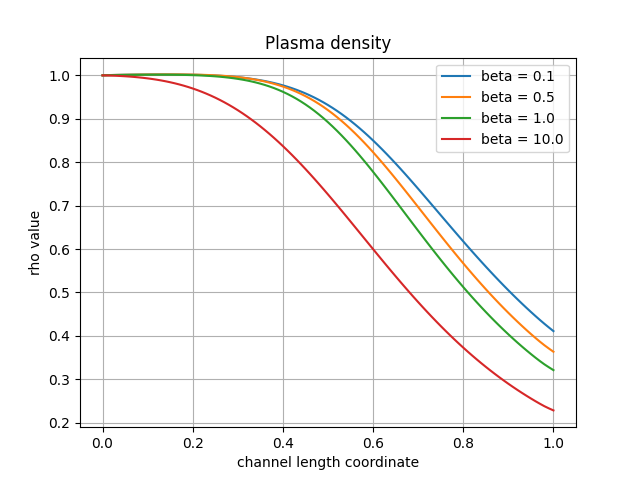 Plasma density
rho value
1.0
0.9
0.8
0.7
0.6
0.5
0.4
0.3
0.2
beta = 0.1
beta = 0.5
beta = 1.0
beta = 10.0
0.0 0.2 0.4 0.6 0.8 1.0
channel length coordinate